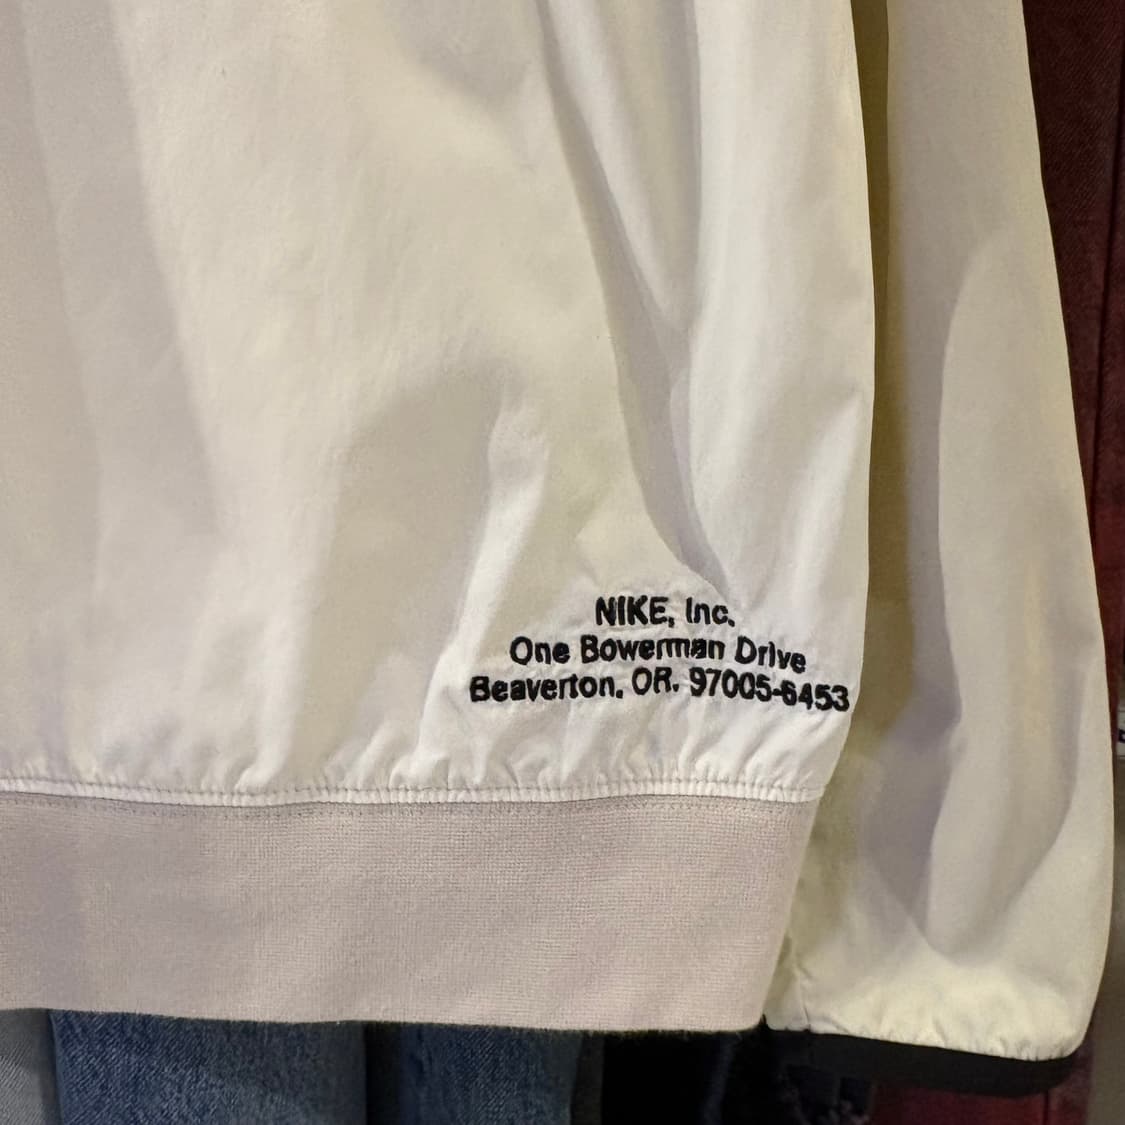 NIKE, Inc.
One Bowerman Drive
Beaverton, OR. 97005-6453